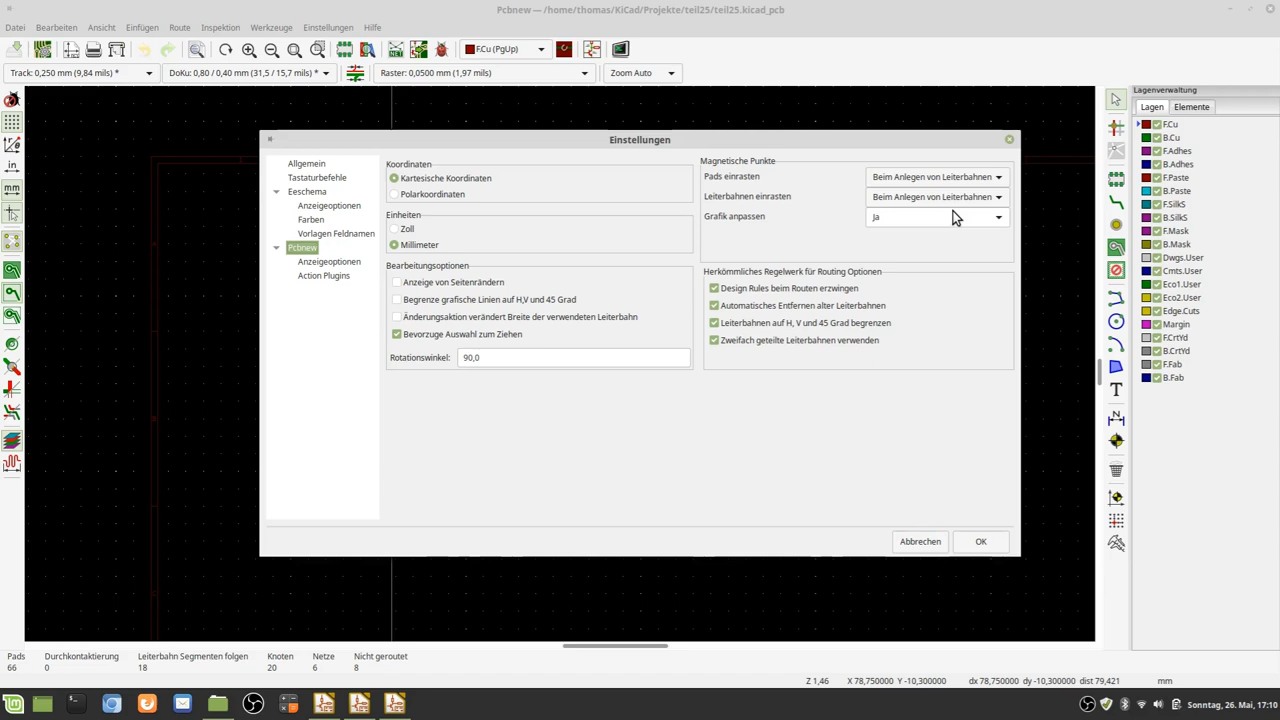 Pcbnew — /home/thomas/KiCad/Projekte/teil25/teil25.kicad_pcb
Datei Bearbeiten Ansicht Einfügen Route Inspektion Werkzeuge Einstellungen Hilfe
NET F.Cu (PgUp)
Track: 0,250 mm (9,84 mils) * DoKu: 0,80 / 0,40 mm (31,5 / 15,7 mils) * Raster: 0,0500 mm (1,97 mils) Zoom Auto
Lagenverwaltung
Lagen Elemente
F.Cu
B.Cu
F.Adhes
B.Adhes
F.Paste
B.Paste
F.SilkS
B.SilkS
F.Mask
B.Mask
Dwgs.User
Cmts.User
Eco1.User
Eco2.User
Edge.Cuts
Margin
F.CrtYd
B.CrtYd
F.Fab
B.Fab
in
mm
Einstellungen
Allgemein
Tastaturbefehle
Eeschema
Anzeigeoptionen
Farben
Vorlagen Feldnamen
Pcbnew
Anzeigeoptionen
Action Plugins
Koordinaten
Kartesische Koordinaten
Polarkoordinaten
Einheiten
Zoll
Millimeter
Bearbeitungsoptionen
Anzeige von Seitenrändern
Begrenze grafische Linien auf H,V und 45 Grad
Änderungsaktion verändert Breite der verwendeten Leiterbahn
Bevorzuge Auswahl zum Ziehen
Rotationswinkel: 90,0
Magnetische Punkte
Pads einrasten Beim Anlegen von Leiterbahnen
Leiterbahnen einrasten Beim Anlegen von Leiterbahnen
Grafik anpassen Ja
Herkömmliches Regelwerk für Routing Optionen
Design Rules beim Routen erzwingen
Automatisches Entfernen alter Leiterbahnen
Leiterbahnen auf H, V und 45 Grad begrenzen
Zweifach geteilte Leiterbahnen verwenden
Abbrechen OK
T
N
Pads Durchkontaktierung Leiterbahn Segmenten folgen Knoten Netze Nicht geroutet
66 0 18 20 6 8
Z 1,46 X 78,750000 Y -10,300000 dx 78,750000 dy -10,300000 dist 79,421 mm
Sonntag, 26. Mai, 17:10